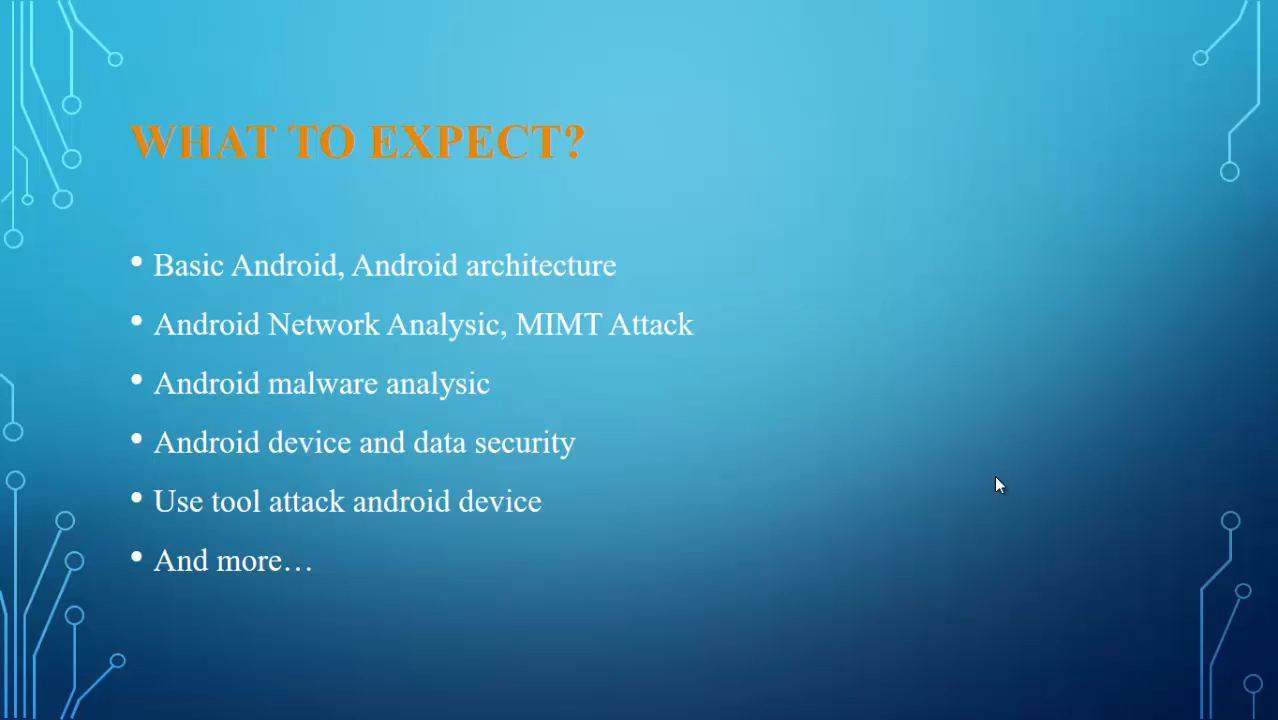 WHAT TO EXPECT?
• Basic Android, Android architecture
• Android Network Analysic, MIMT Attack
• Android malware analysic
• Android device and data security
• Use tool attack android device
• And more…